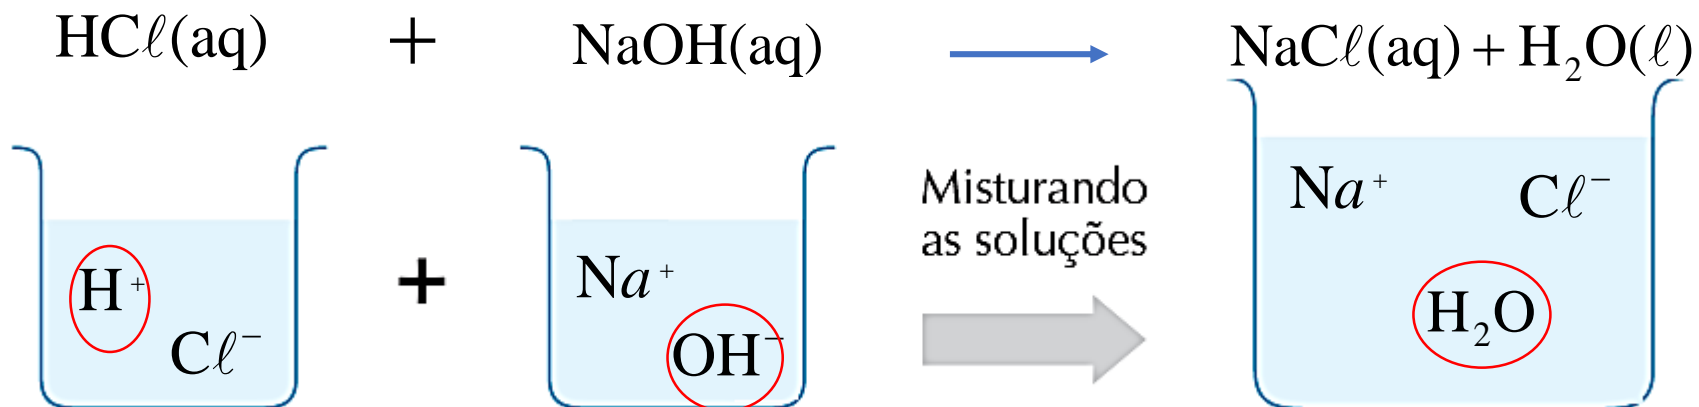 HCℓ(aq) + NaOH(aq) → NaCℓ(aq) + H₂O(ℓ)
H⁺
Cℓ⁻
+
Na⁺
OH⁻
Misturando
as soluções
Na⁺
Cℓ⁻
H₂O